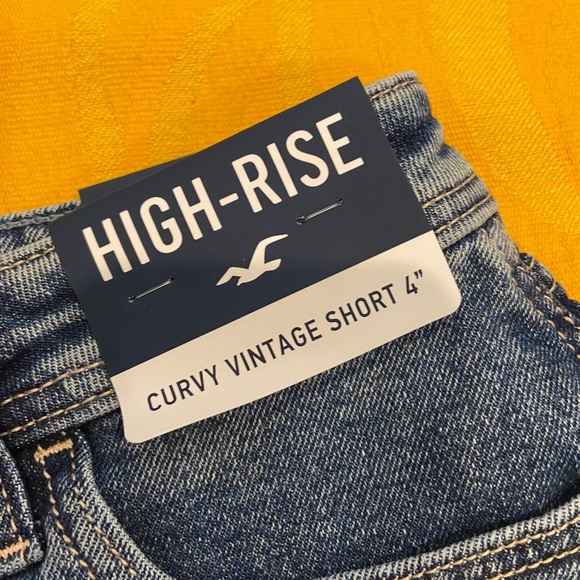 HIGH-RISE
CURVY VINTAGE SHORT 4”